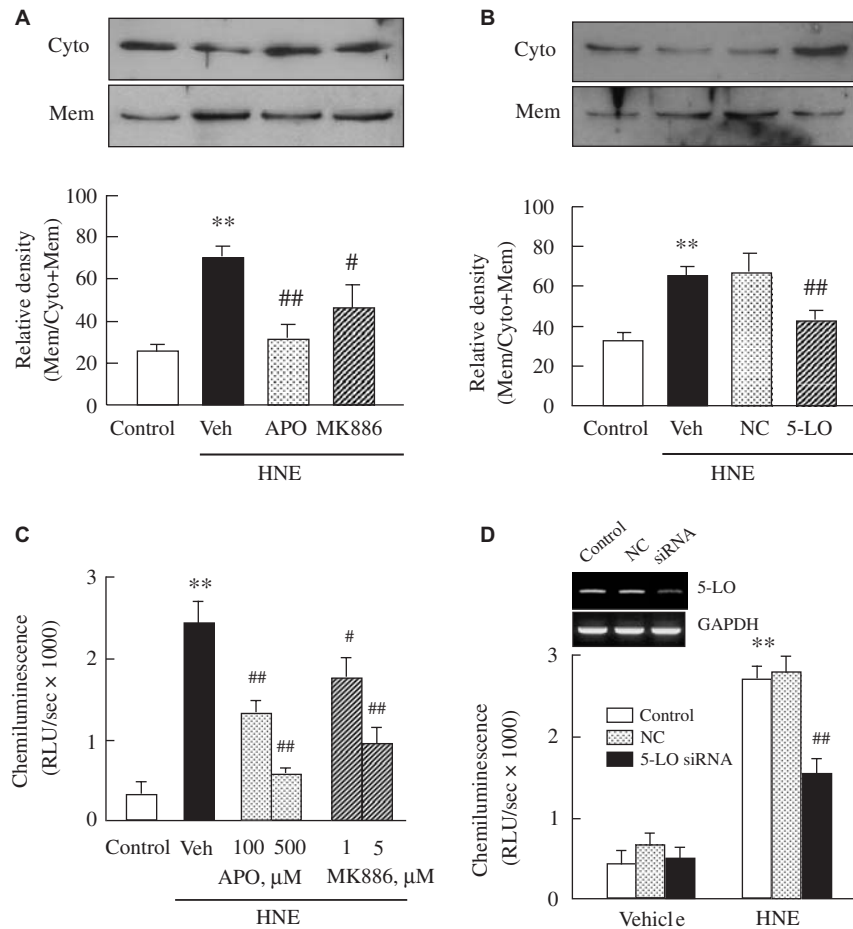 A
Cyto
Mem
Relative density
(Mem/Cyto+Mem)
100
80
60
40
20
0
**
##
#
Control Veh APO MK886
HNE
B
Cyto
Mem
Relative density
(Mem/Cyto+Mem)
100
80
60
40
20
0
**
##
Control Veh NC 5-LO
HNE
C
Chemiluminescence
(RLU/sec × 1000)
3
2
1
0
**
##
##
#
##
Control Veh 100 500 1 5
APO, μM MK886, μM
HNE
D
Control NC siRNA
5-LO
GAPDH
Chemiluminescence
(RLU/sec × 1000)
3
2
1
3
Control
NC
5-LO siRNA
**
##
Vehicle HNE